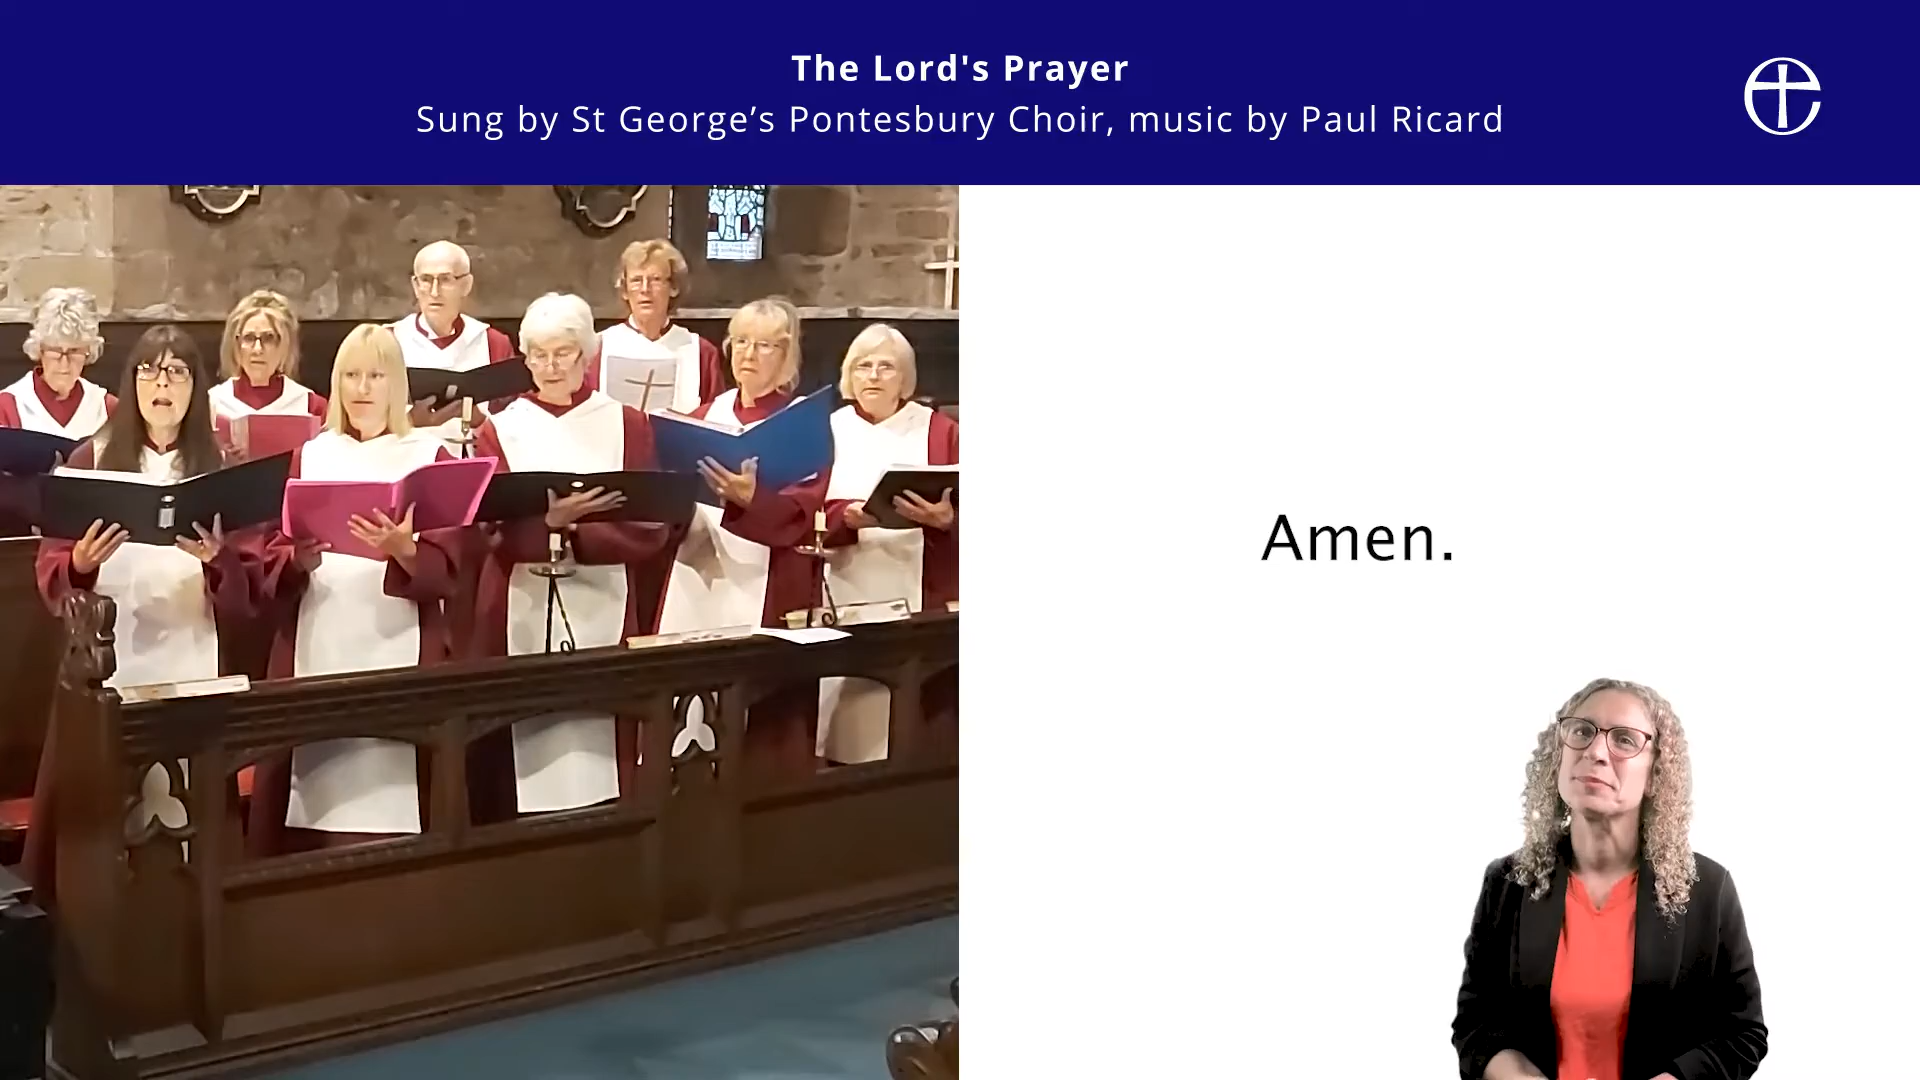 The Lord's Prayer
Sung by St George’s Pontesbury Choir, music by Paul Ricard
Amen.